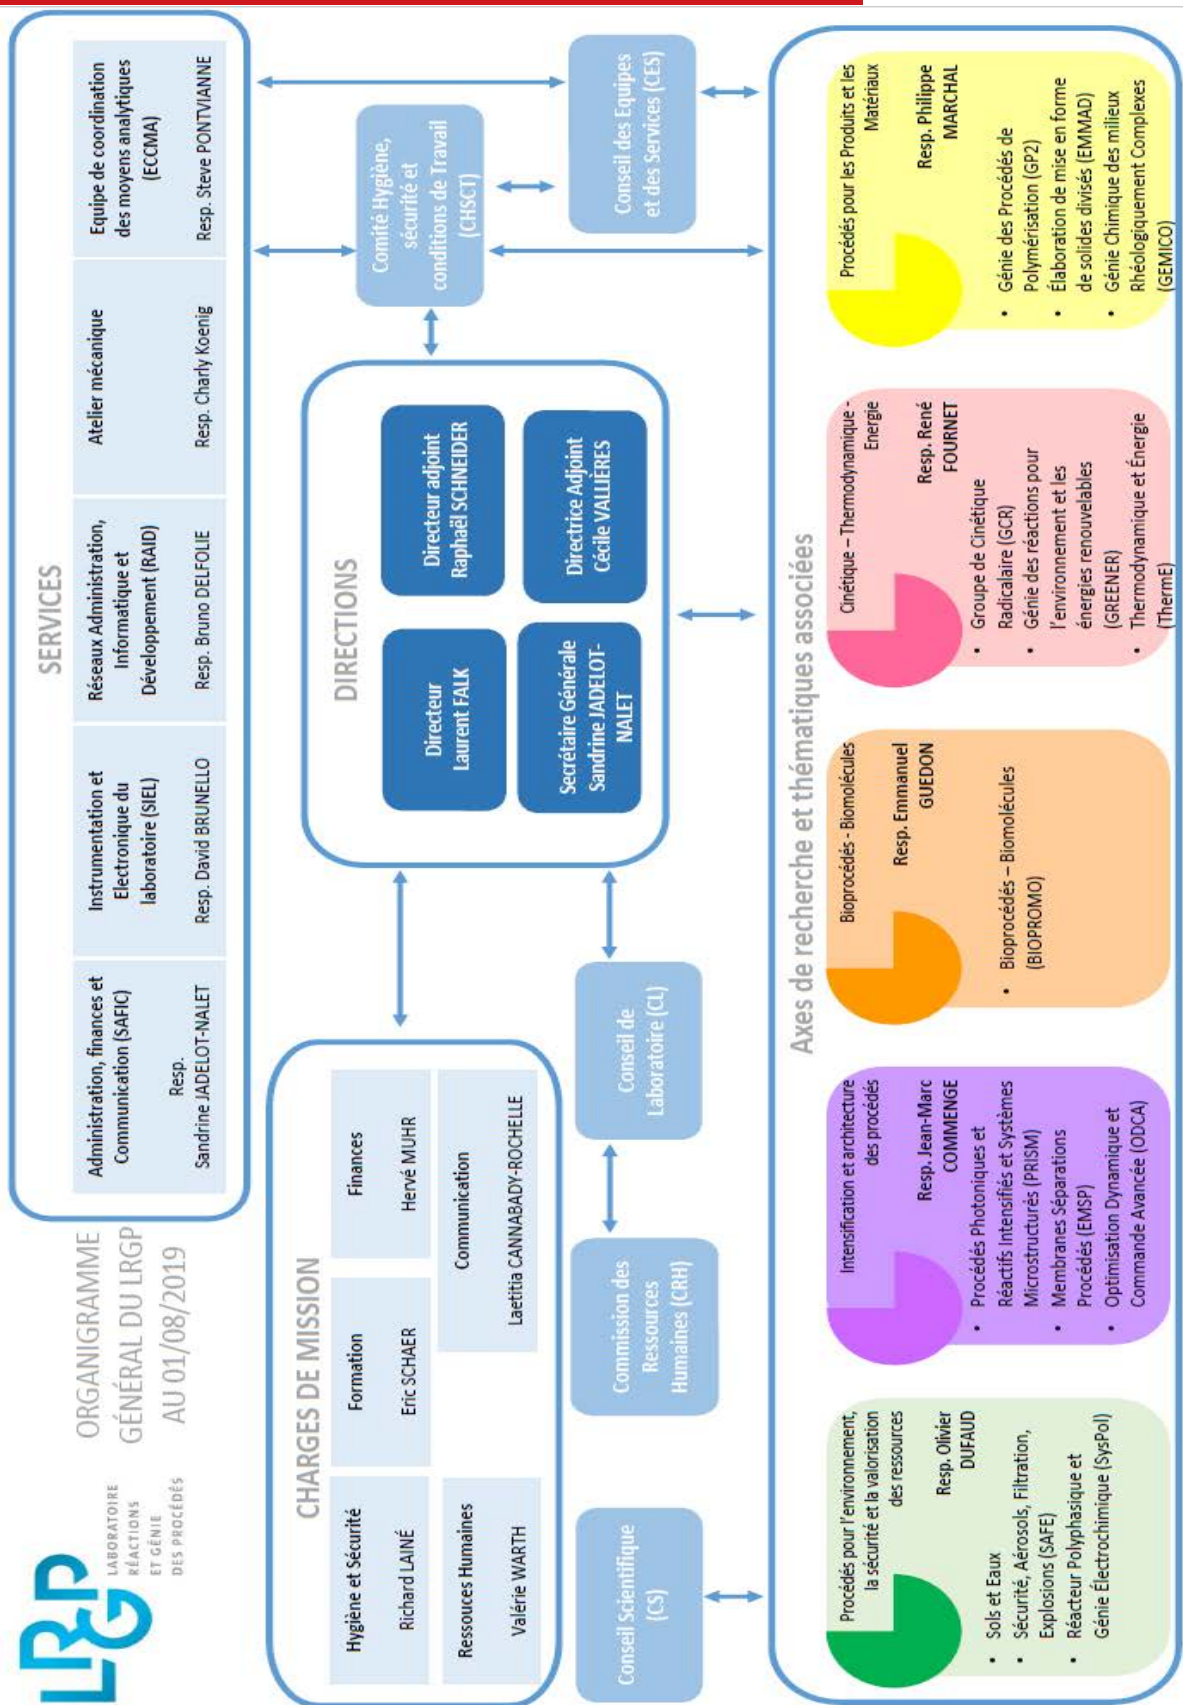 LRGP
LABORATOIRE
RÉACTIONS
ET GÉNIE
DES PROCÉDÉS
ORGANIGRAMME
GÉNÉRAL DU LRGP
AU 01/08/2019
SERVICES
Administration, finances et
Communication (SAFIC)
Resp.
Sandrine JADELOT-NALET
Instrumentation et
Electronique du
laboratoire (SIEL)
Resp. David BRUNELLO
Réseaux Administration,
Informatique et
Développement (RAID)
Resp. Bruno DELFOLIE
Atelier mécanique
Resp. Charly Koenig
Equipe de coordination
des moyens analytiques
(ECCMA)
Resp. Steve PONTVIANNE
CHARGES DE MISSION
Hygiène et Sécurité
Richard LAINÉ
Formation
Eric SCHAER
Finances
Hervé MUHR
Ressouces Humaines
Valérie WARTH
Communication
Laetitia CANNABADY-ROCHELLE
DIRECTIONS
Directeur
Laurent FALK
Directeur adjoint
Raphaël SCHNEIDER
Secrétaire Générale
Sandrine JADELOT-
NALET
Directrice Adjoint
Cécile VALLIÈRES
Comité Hygiène,
sécurité et
conditions de Travail
(CHSCT)
Conseil Scientifique
(CS)
Commission des
Ressources
Humaines (CRH)
Conseil de
Laboratoire (CL)
Conseil des Equipes
et des Services (CES)
Axes de recherche et thématiques associées
Procédés pour l'environnement,
la sécurité et la valorisation
des ressources
Resp. Olivier
DUFAUD
• Sols et Eaux
• Sécurité, Aérosols, Filtration,
Explosions (SAFE)
• Réacteur Polyphasique et
Génie Électrochimique (SysPol)
Intensification et architecture
des procédés
Resp. Jean-Marc
COMMENGE
• Procédés Photoniques et
Réactifs Intensifiés et Systèmes
Microstructurés (PRISM)
• Membranes Séparations
Procédés (EMSP)
• Optimisation Dynamique et
Commande Avancée (ODCA)
Bioprocédés - Biomolécules
Resp. Emmanuel
GUEDON
• Bioprocédés – Biomolécules
(BIOPROMO)
Cinétique – Thermodynamique -
Energie
Resp. René
FOURNET
• Groupe de Cinétique
Radicalaire (GCR)
• Génie des réactions pour
l'environnement et les
énergies renouvelables
(GREENER)
• Thermodynamique et Énergie
(ThermE)
Procédés pour les Produits et les
Matériaux
Resp. Philippe
MARCHAL
• Génie des Procédés de
Polymérisation (GP2)
• Élaboration de mise en forme
de solides divisés (EMMAD)
• Génie Chimique des milieux
Rhéologiquement Complexes
(GEMICO)